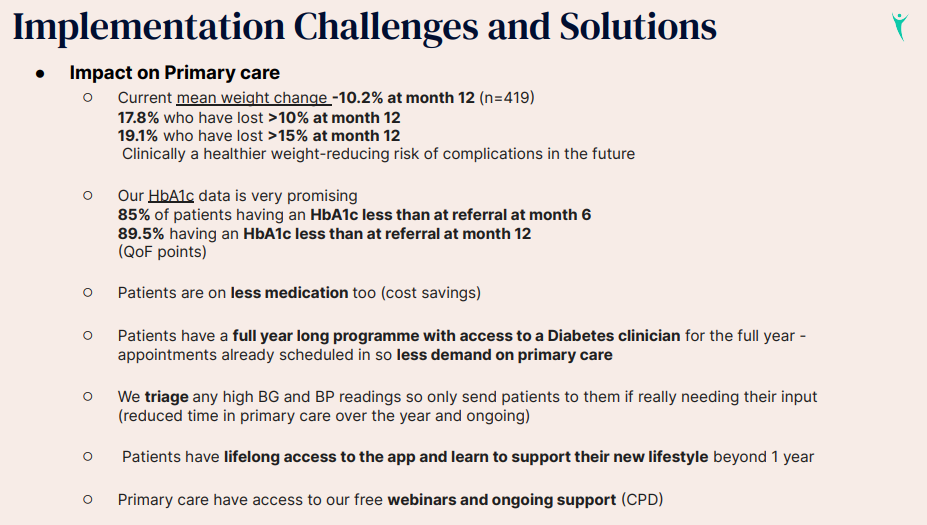 Implementation Challenges and Solutions
● Impact on Primary care
○ Current mean weight change -10.2% at month 12 (n=419)
17.8% who have lost >10% at month 12
19.1% who have lost >15% at month 12
Clinically a healthier weight-reducing risk of complications in the future
○ Our HbA1c data is very promising
85% of patients having an HbA1c less than at referral at month 6
89.5% having an HbA1c less than at referral at month 12
(QoF points)
○ Patients are on less medication too (cost savings)
○ Patients have a full year long programme with access to a Diabetes clinician for the full year -
appointments already scheduled in so less demand on primary care
○ We triage any high BG and BP readings so only send patients to them if really needing their input
(reduced time in primary care over the year and ongoing)
○ Patients have lifelong access to the app and learn to support their new lifestyle beyond 1 year
○ Primary care have access to our free webinars and ongoing support (CPD)